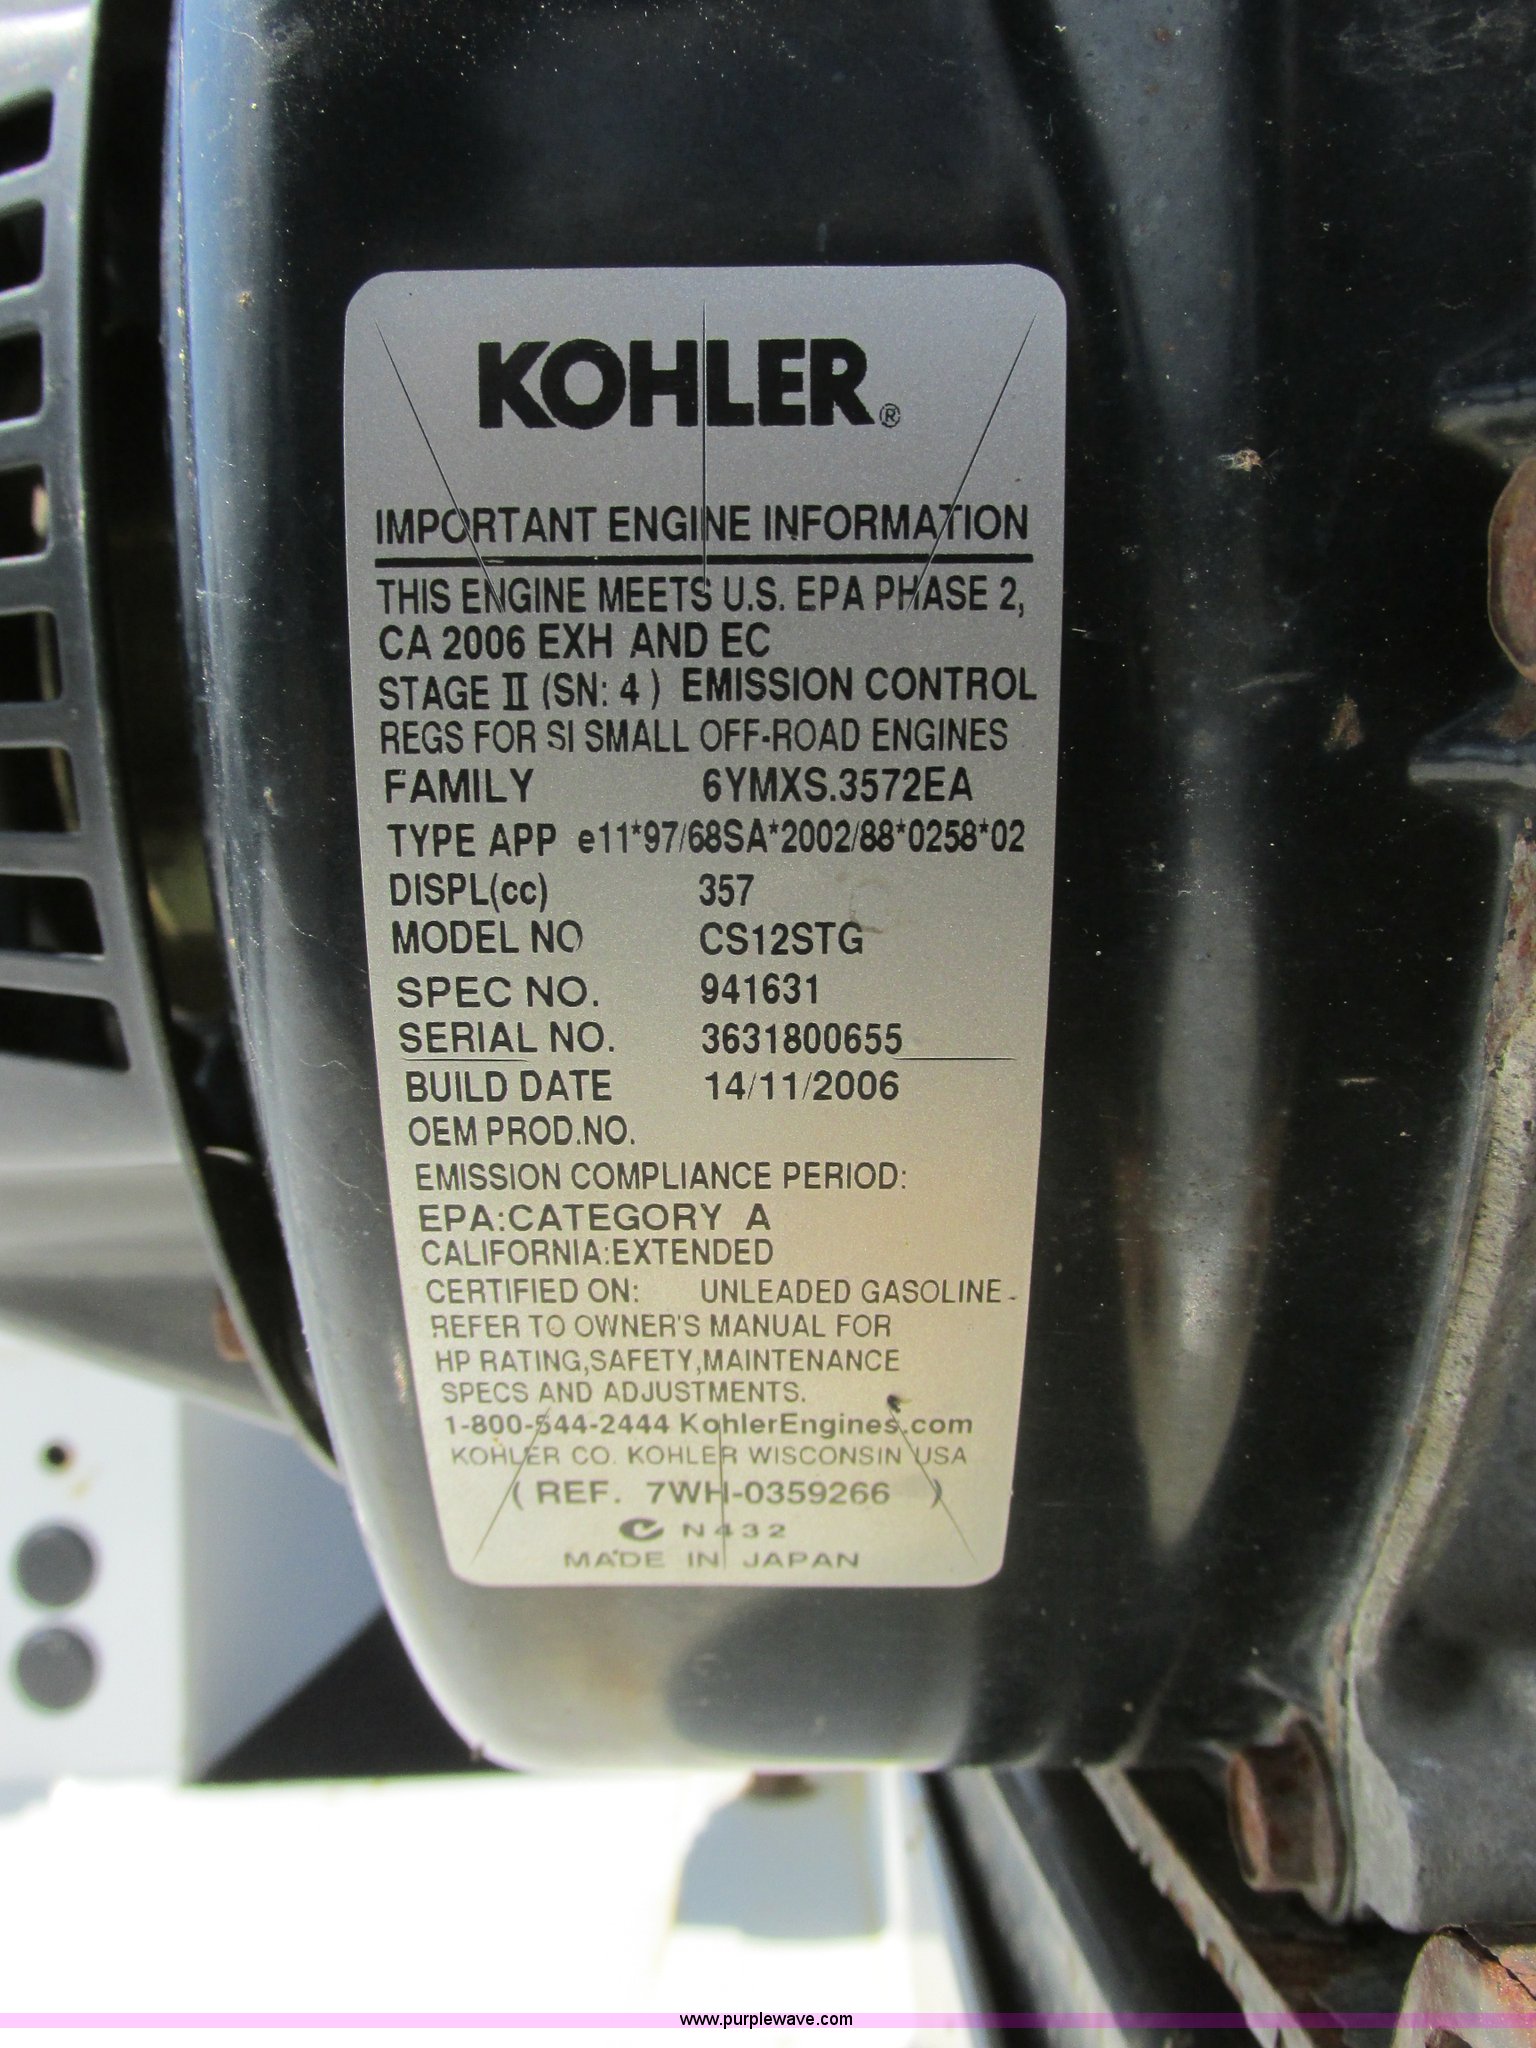 KOHLER®
IMPORTANT ENGINE INFORMATION
THIS ENGINE MEETS U.S. EPA PHASE 2,
CA 2006 EXH AND EC
STAGE II (SN: 4 ) EMISSION CONTROL
REGS FOR SI SMALL OFF-ROAD ENGINES
FAMILY 6YMXS.3572EA
TYPE APP e11*97/68SA*2002/88*0258*02
DISPL(cc) 357
MODEL NO CS12STG
SPEC NO. 941631
SERIAL NO. 3631800655
BUILD DATE 14/11/2006
OEM PROD.NO.
EMISSION COMPLIANCE PERIOD:
EPA:CATEGORY A
CALIFORNIA:EXTENDED
CERTIFIED ON: UNLEADED GASOLINE
REFER TO OWNER'S MANUAL FOR
HP RATING,SAFETY,MAINTENANCE
SPECS AND ADJUSTMENTS.
1-800-544-2444 KohlerEngines.com
KOHLER CO. KOHLER WISCONSIN USA
( REF. 7WH-0359266 )
N432
MADE IN JAPAN
www.purplewave.com